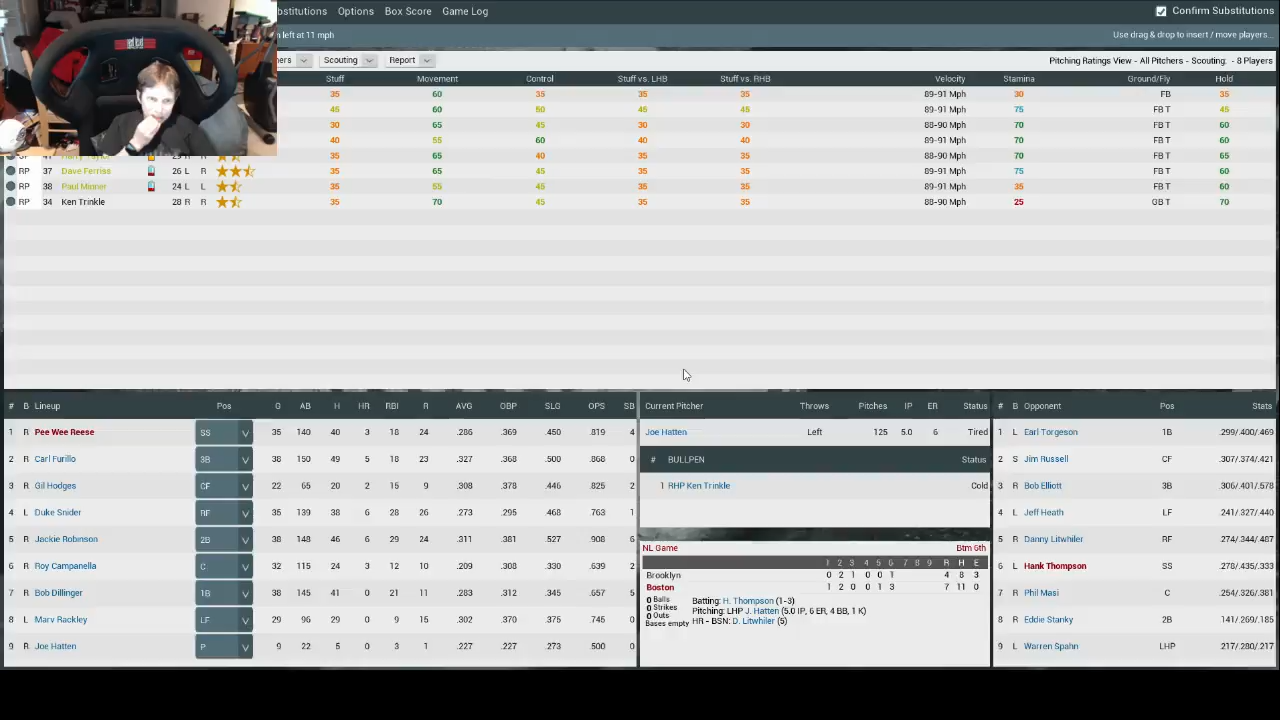 bstitutions Options Box Score Game Log Confirm Substitutions
n left at 11 mph Use drag & drop to insert / move players...
hers Scouting Report Pitching Ratings View - All Pitchers - Scouting. - 8 Players
Stuff Movement Control Stuff vs. LHB Stuff vs. RHB Velocity Stamina Ground/Fly Hold
35 60 35 35 35 89-91 Mph 30 FB 35
45 60 50 45 45 89-91 Mph 75 FB T 45
30 65 45 30 30 88-90 Mph 70 FB T 60
40 55 60 40 40 89-91 Mph 70 FB T 60
41 Harry Taylor 29 R R 35 65 40 35 35 88-90 Mph 70 FB T 65
RP 37 Dave Ferriss 26 L R 35 65 45 35 35 89-91 Mph 75 FB T 60
RP 38 Paul Minner 24 L L 35 55 45 35 35 89-91 Mph 35 FB T 60
RP 34 Ken Trinkle 28 R R 35 70 45 35 35 88-90 Mph 25 GB T 70
# B Lineup Pos G AB H HR RBI R AVG OBP SLG OPS SB
1 R Pee Wee Reese SS 35 140 40 3 18 24 .286 .369 .450 .819 4
2 R Carl Furillo 3B 38 150 49 5 18 23 .327 .368 .500 .868 0
3 R Gil Hodges CF 22 65 20 2 15 9 .308 .378 .446 .825 2
4 L Duke Snider RF 35 139 38 6 28 26 .273 .295 .468 .763 1
5 R Jackie Robinson 2B 38 148 46 6 29 24 .311 .381 .527 .908 6
6 R Roy Campanella C 32 115 24 3 12 10 .209 .308 .330 .639 2
7 R Bob Dillinger 1B 38 145 41 0 21 11 .283 .312 .345 .657 5
8 L Marv Rackley LF 29 96 29 0 9 15 .302 .370 .375 .745 0
9 R Joe Hatten P 9 22 5 0 3 1 .227 .227 .273 .500 0
Current Pitcher Throws Pitches IP ER Status
Joe Hatten Left 125 5.0 6 Tired
# BULLPEN Status
1 RHP Ken Trinkle Cold
NL Game Btm 6th
1 2 3 4 5 6 7 8 9 R H E
Brooklyn 0 2 1 0 0 1 4 8 3
Boston 1 2 0 0 1 3 7 11 0
0 Balls
0 Strikes
0 Outs
Bases empty
Batting: H. Thompson (1-3)
Pitching: LHP J. Hatten (5.0 IP, 6 ER, 4 BB, 1 K)
HR - BSN: D. Litwhiler (5)
# B Opponent Pos Stats
1 L Earl Torgeson 1B .299/.400/.469
2 S Jim Russell CF .307/.374/.421
3 R Bob Elliott 3B .306/.401/.578
4 L Jeff Heath LF .241/.327/.440
5 R Danny Litwhiler RF .274/.344/.487
6 L Hank Thompson SS .278/.435/.333
7 R Phil Masi C .254/.326/.381
8 R Eddie Stanky 2B .141/.269/.185
9 L Warren Spahn LHP .217/.280/.217